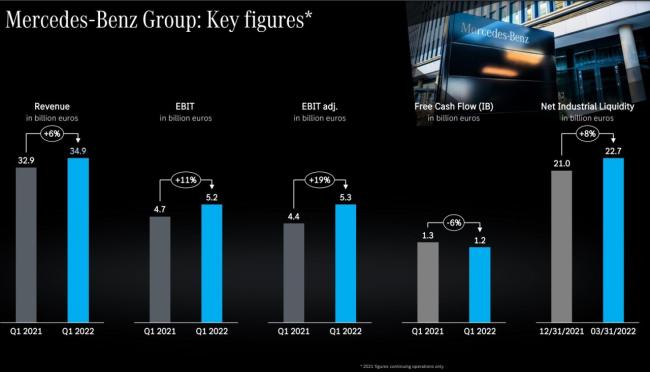 Mercedes-Benz Group: Key figures*
Mercedes-Benz
Revenue
in billion euros
+6%
32.9
34.9
Q1 2021
Q1 2022
EBIT
in billion euros
+11%
4.7
5.2
Q1 2021
Q1 2022
EBIT adj.
in billion euros
+19%
4.4
5.3
Q1 2021
Q1 2022
Free Cash Flow (IB)
in billion euros
-6%
1.3
1.2
Q1 2021
Q1 2022
Net Industrial Liquidity
in billion euros
+8%
21.0
22.7
12/31/2021
03/31/2022
* 2021 figures continuing operations only